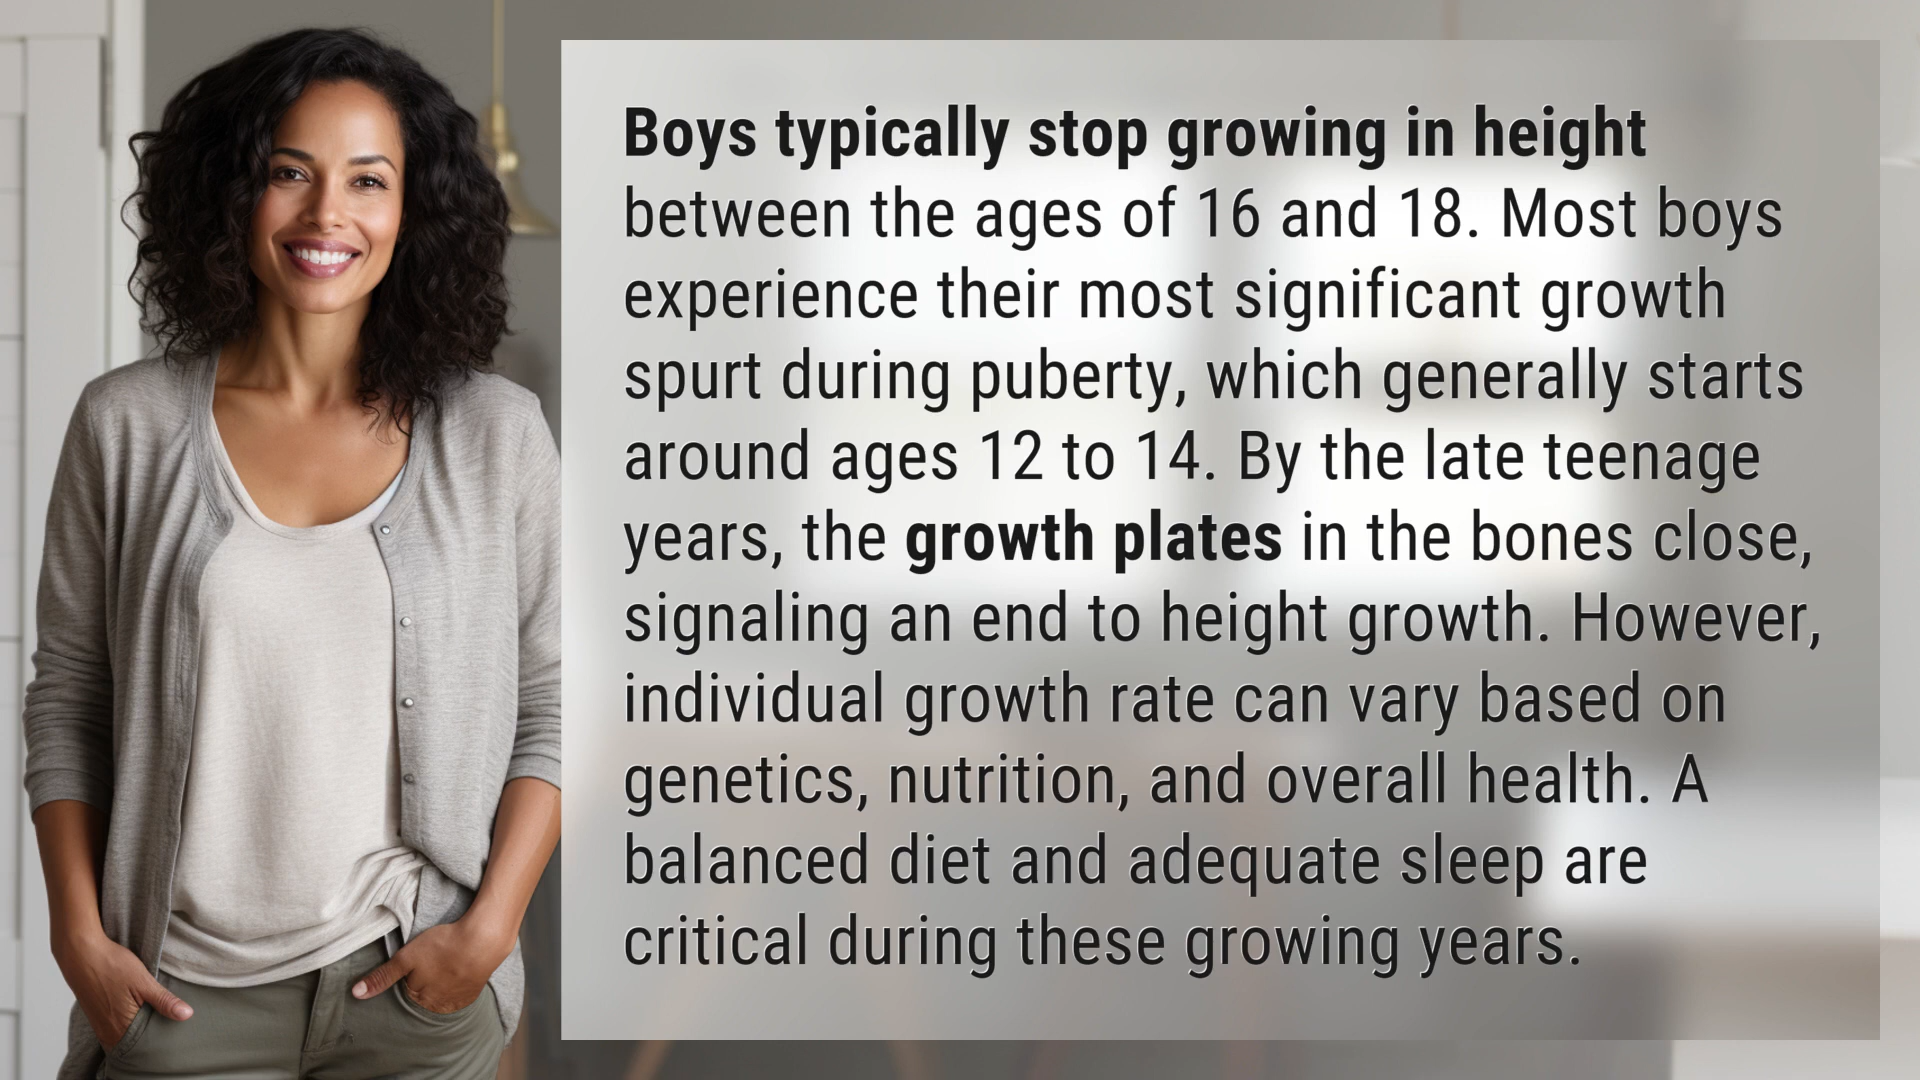 Boys typically stop growing in height
between the ages of 16 and 18. Most boys
experience their most significant growth
spurt during puberty, which generally starts
around ages 12 to 14. By the late teenage
years, the growth plates in the bones close,
signaling an end to height growth. However,
individual growth rate can vary based on
genetics, nutrition, and overall health. A
balanced diet and adequate sleep are
critical during these growing years.